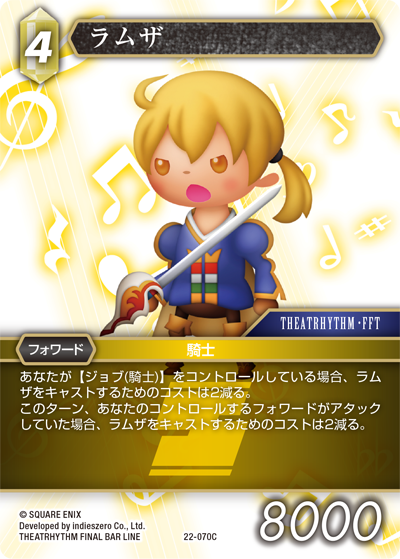 4
ラムザ
THEATRHYTHM・FFT
フォワード
騎士
あなたが【ジョブ(騎士)】をコントロールしている場合、ラム
ザをキャストするためのコストは2減る。
このターン、あなたのコントロールするフォワードがアタック
していた場合、ラムザをキャストするためのコストは2減る。
© SQUARE ENIX
Developed by indieszero Co., Ltd.
THEATRHYTHM FINAL BAR LINE
22-070C
8000